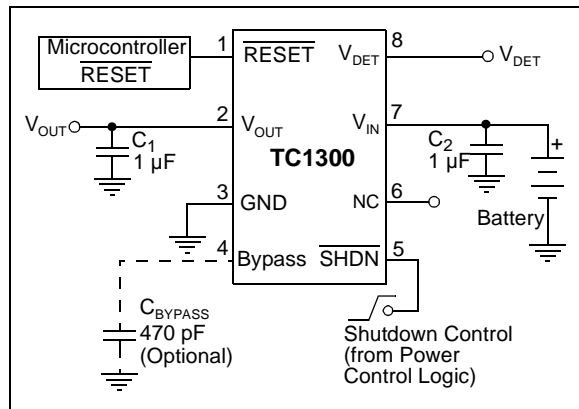 Microcontroller
RESET
1
RESET
V_DET
8
V_DET
V_OUT
2
V_OUT
V_IN
7
C_1
1 µF
TC1300
C_2
1 µF
+
3
GND
NC
6
Battery
4
Bypass
SHDN
5
C_BYPASS
470 pF
(Optional)
Shutdown Control
(from Power
Control Logic)